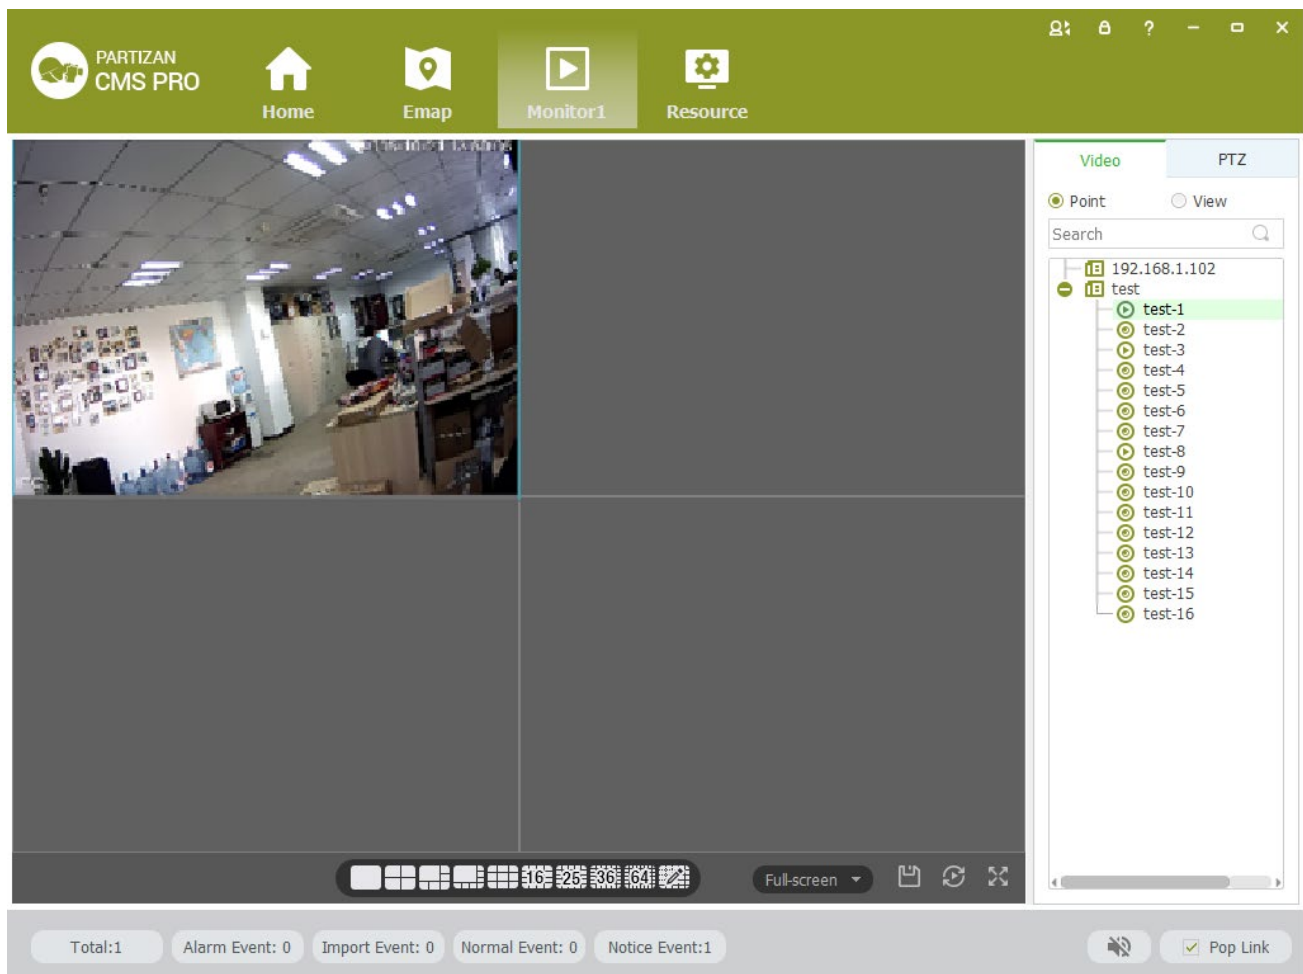 PARTIZAN
CMS PRO
Home
Emap
Monitor1
Resource
Video
PTZ
Point
View
Search
192.168.1.102
test
test-1
test-2
test-3
test-4
test-5
test-6
test-7
test-8
test-9
test-10
test-11
test-12
test-13
test-14
test-15
test-16
16
25
36
64
Full-screen
Total:1
Alarm Event: 0
Import Event: 0
Normal Event: 0
Notice Event:1
Pop Link